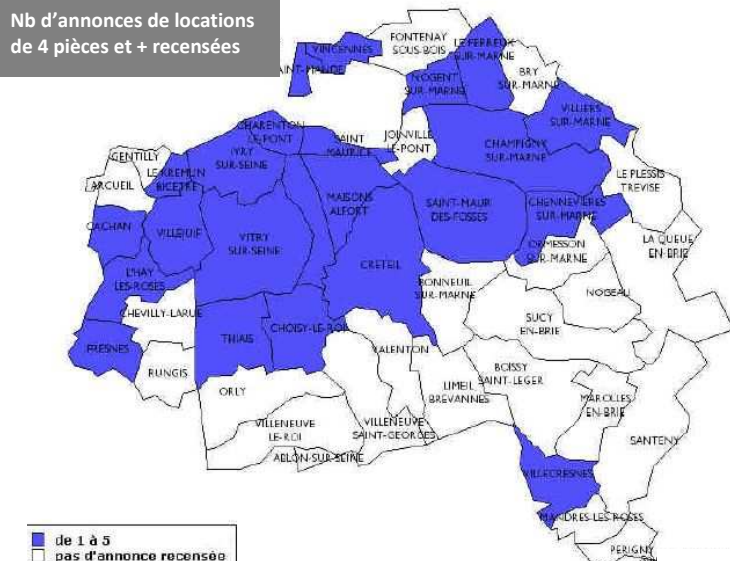 Nb d'annonces de locations
de 4 pièces et + recensées
FONTENAY
SOUS-BOIS
LE PERREUX
SUR-MARNE
VINCENNES
SAINT-MANDE
NOGENT
SUR-MARNE
BRY
SUR-MARNE
VILLIERS
SUR-MARNE
CHARENTON
LE-PONT
SAINT
MAURICE
JOINVILLE
LE-PONT
CHAMPIGNY
SUR-MARNE
IVRY
SUR-SEINE
GENTILLY
LE KREMLIN
BICETRE
ARCUEIL
LE PLESSIS
TREVISE
MAISONS
ALFORT
SAINT-MAUR
DES-FOSSES
CHENNEVIERES
SUR-MARNE
CACHAN
VILLEJUIF
VITRY
SUR-SEINE
LA QUEUE
EN-BRIE
ORMESSON
SUR-MARNE
CRETEIL
L'HAY
LES-ROSES
BONNEUIL
SUR-MARNE
NOISEAU
CHEVILLY-LARUE
SUCY
EN-BRIE
CHOISY-LE-ROI
THIAIS
FRESNES
VALENTON
RUNGIS
BOISSY
SAINT-LEGER
ORLY
LIMEIL
BREVANNES
MAROLLES
EN-BRIE
VILLENEUVE
LE-ROI
VILLENEUVE
SAINT-GEORGES
SANTENY
ABLON-SUR-SEINE
VILLECRESNES
MANDRES-LES-ROSES
PERIGNY
de 1 à 5
pas d'annonce recensée